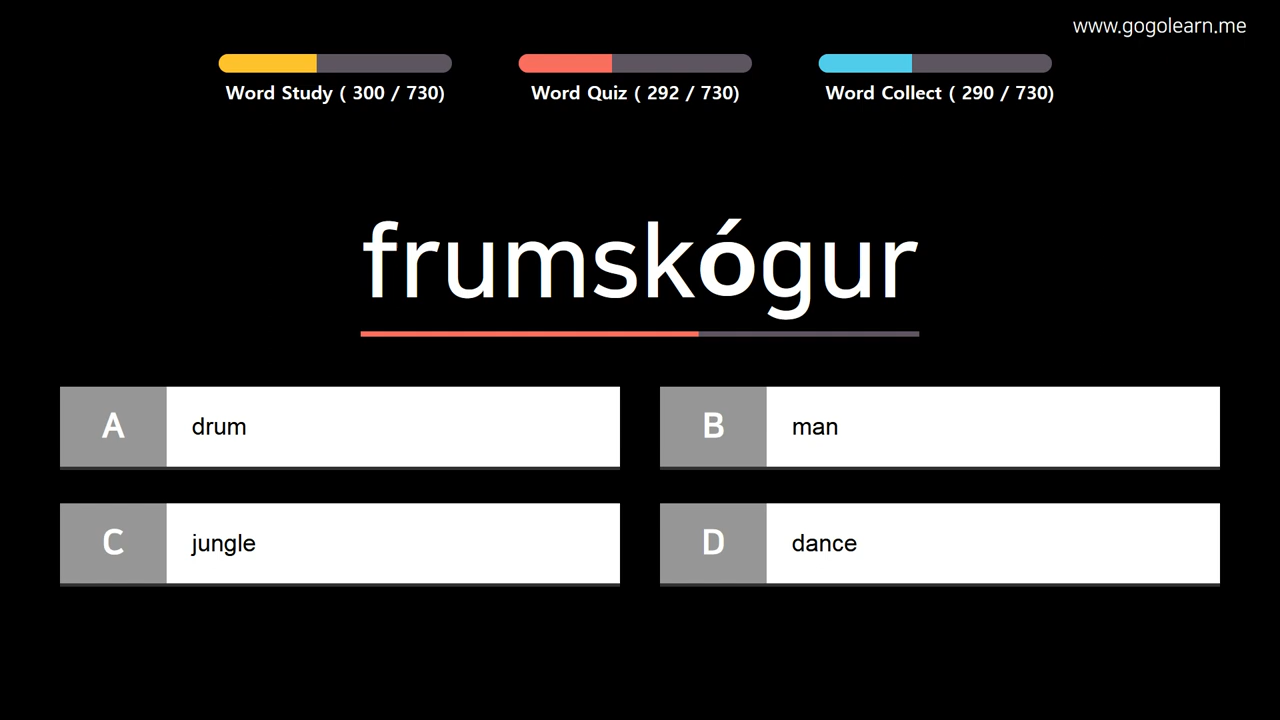 www.gogolearn.me
Word Study ( 300 / 730)
Word Quiz ( 292 / 730)
Word Collect ( 290 / 730)
frumskógur
A drum
B man
C jungle
D dance